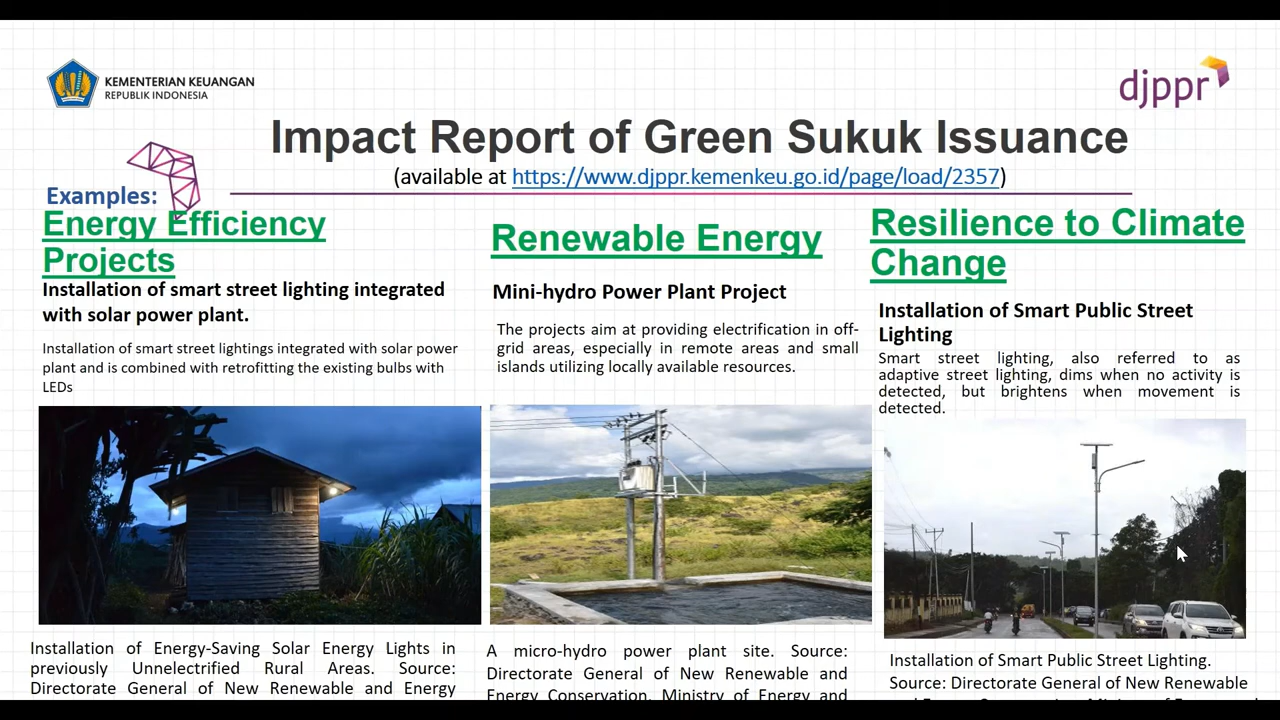 KEMENTERIAN KEUANGAN
REPUBLIK INDONESIA
djppr
Impact Report of Green Sukuk Issuance
(available at https://www.djppr.kemenkeu.go.id/page/load/2357)
Examples:
Energy Efficiency
Projects
Installation of smart street lighting integrated
with solar power plant.
Installation of smart street lightings integrated with solar power
plant and is combined with retrofitting the existing bulbs with
LEDs
Installation of Energy-Saving Solar Energy Lights in
previously Unnelectrified Rural Areas. Source:
Directorate General of New Renewable and Energy
Renewable Energy
Mini-hydro Power Plant Project
The projects aim at providing electrification in off-
grid areas, especially in remote areas and small
islands utilizing locally available resources.
A micro-hydro power plant site. Source:
Directorate General of New Renewable and
Energy Conservation, Ministry of Energy and
Resilience to Climate
Change
Installation of Smart Public Street
Lighting
Smart street lighting, also referred to as
adaptive street lighting, dims when no activity is
detected, but brightens when movement is
detected.
Installation of Smart Public Street Lighting.
Source: Directorate General of New Renewable